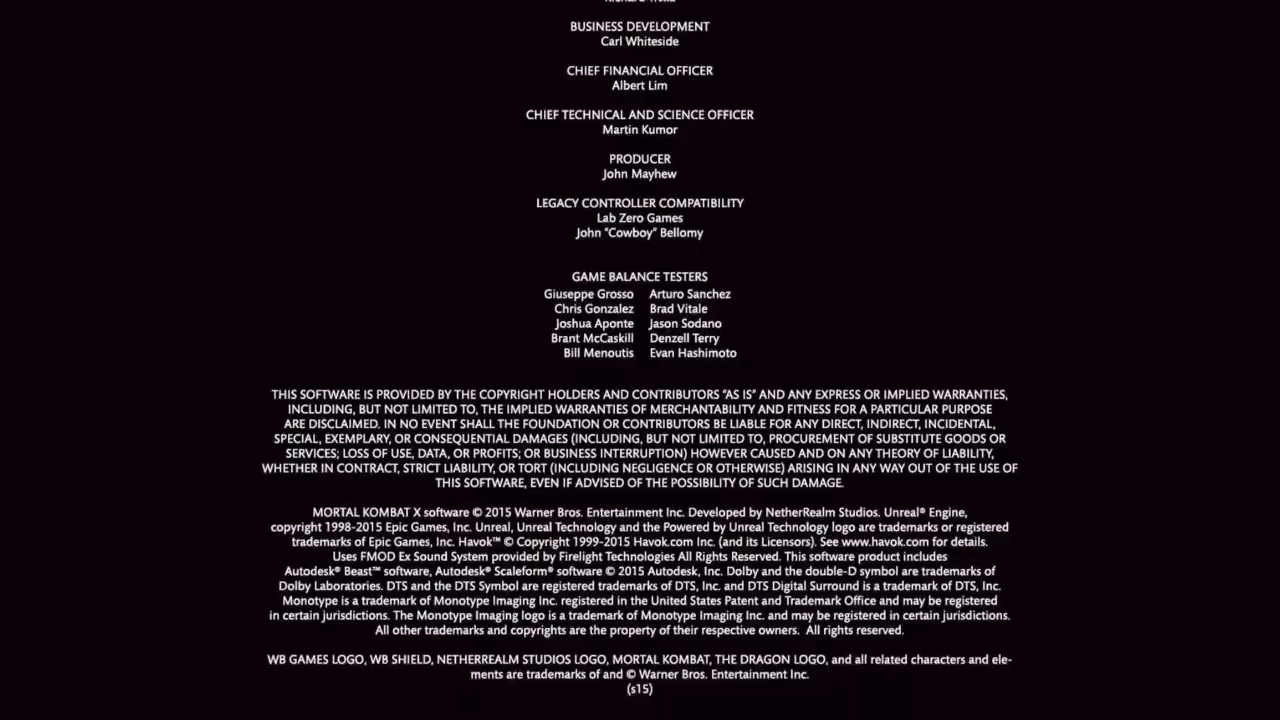 BUSINESS DEVELOPMENT
Carl Whiteside
CHIEF FINANCIAL OFFICER
Albert Lim
CHIEF TECHNICAL AND SCIENCE OFFICER
Martin Kumor
PRODUCER
John Mayhew
LEGACY CONTROLLER COMPATIBILITY
Lab Zero Games
John “Cowboy” Bellomy
GAME BALANCE TESTERS
Giuseppe Grosso Arturo Sanchez
Chris Gonzalez Brad Vitale
Joshua Aponte Jason Sodano
Brant McCaskill Denzell Terry
Bill Menoutis Evan Hashimoto
THIS SOFTWARE IS PROVIDED BY THE COPYRIGHT HOLDERS AND CONTRIBUTORS “AS IS” AND ANY EXPRESS OR IMPLIED WARRANTIES,
INCLUDING, BUT NOT LIMITED TO, THE IMPLIED WARRANTIES OF MERCHANTABILITY AND FITNESS FOR A PARTICULAR PURPOSE
ARE DISCLAIMED. IN NO EVENT SHALL THE FOUNDATION OR CONTRIBUTORS BE LIABLE FOR ANY DIRECT, INDIRECT, INCIDENTAL,
SPECIAL, EXEMPLARY, OR CONSEQUENTIAL DAMAGES (INCLUDING, BUT NOT LIMITED TO, PROCUREMENT OF SUBSTITUTE GOODS OR
SERVICES; LOSS OF USE, DATA, OR PROFITS; OR BUSINESS INTERRUPTION) HOWEVER CAUSED AND ON ANY THEORY OF LIABILITY,
WHETHER IN CONTRACT, STRICT LIABILITY, OR TORT (INCLUDING NEGLIGENCE OR OTHERWISE) ARISING IN ANY WAY OUT OF THE USE OF
THIS SOFTWARE, EVEN IF ADVISED OF THE POSSIBILITY OF SUCH DAMAGE.
MORTAL KOMBAT X software © 2015 Warner Bros. Entertainment Inc. Developed by NetherRealm Studios. Unreal® Engine,
copyright 1998-2015 Epic Games, Inc. Unreal, Unreal Technology and the Powered by Unreal Technology logo are trademarks or registered
trademarks of Epic Games, Inc. Havok™ © Copyright 1999-2015 Havok.com Inc. (and its Licensors). See www.havok.com for details.
Uses FMOD Ex Sound System provided by Firelight Technologies All Rights Reserved. This software product includes
Autodesk® Beast™ software, Autodesk® Scaleform® software © 2015 Autodesk, Inc. Dolby and the double-D symbol are trademarks of
Dolby Laboratories. DTS and the DTS Symbol are registered trademarks of DTS, Inc. and DTS Digital Surround is a trademark of DTS, Inc.
Monotype is a trademark of Monotype Imaging Inc. registered in the United States Patent and Trademark Office and may be registered
in certain jurisdictions. The Monotype Imaging logo is a trademark of Monotype Imaging Inc. and may be registered in certain jurisdictions.
All other trademarks and copyrights are the property of their respective owners. All rights reserved.
WB GAMES LOGO, WB SHIELD, NETHERREALM STUDIOS LOGO, MORTAL KOMBAT, THE DRAGON LOGO, and all related characters and ele-
ments are trademarks of and © Warner Bros. Entertainment Inc.
(s15)